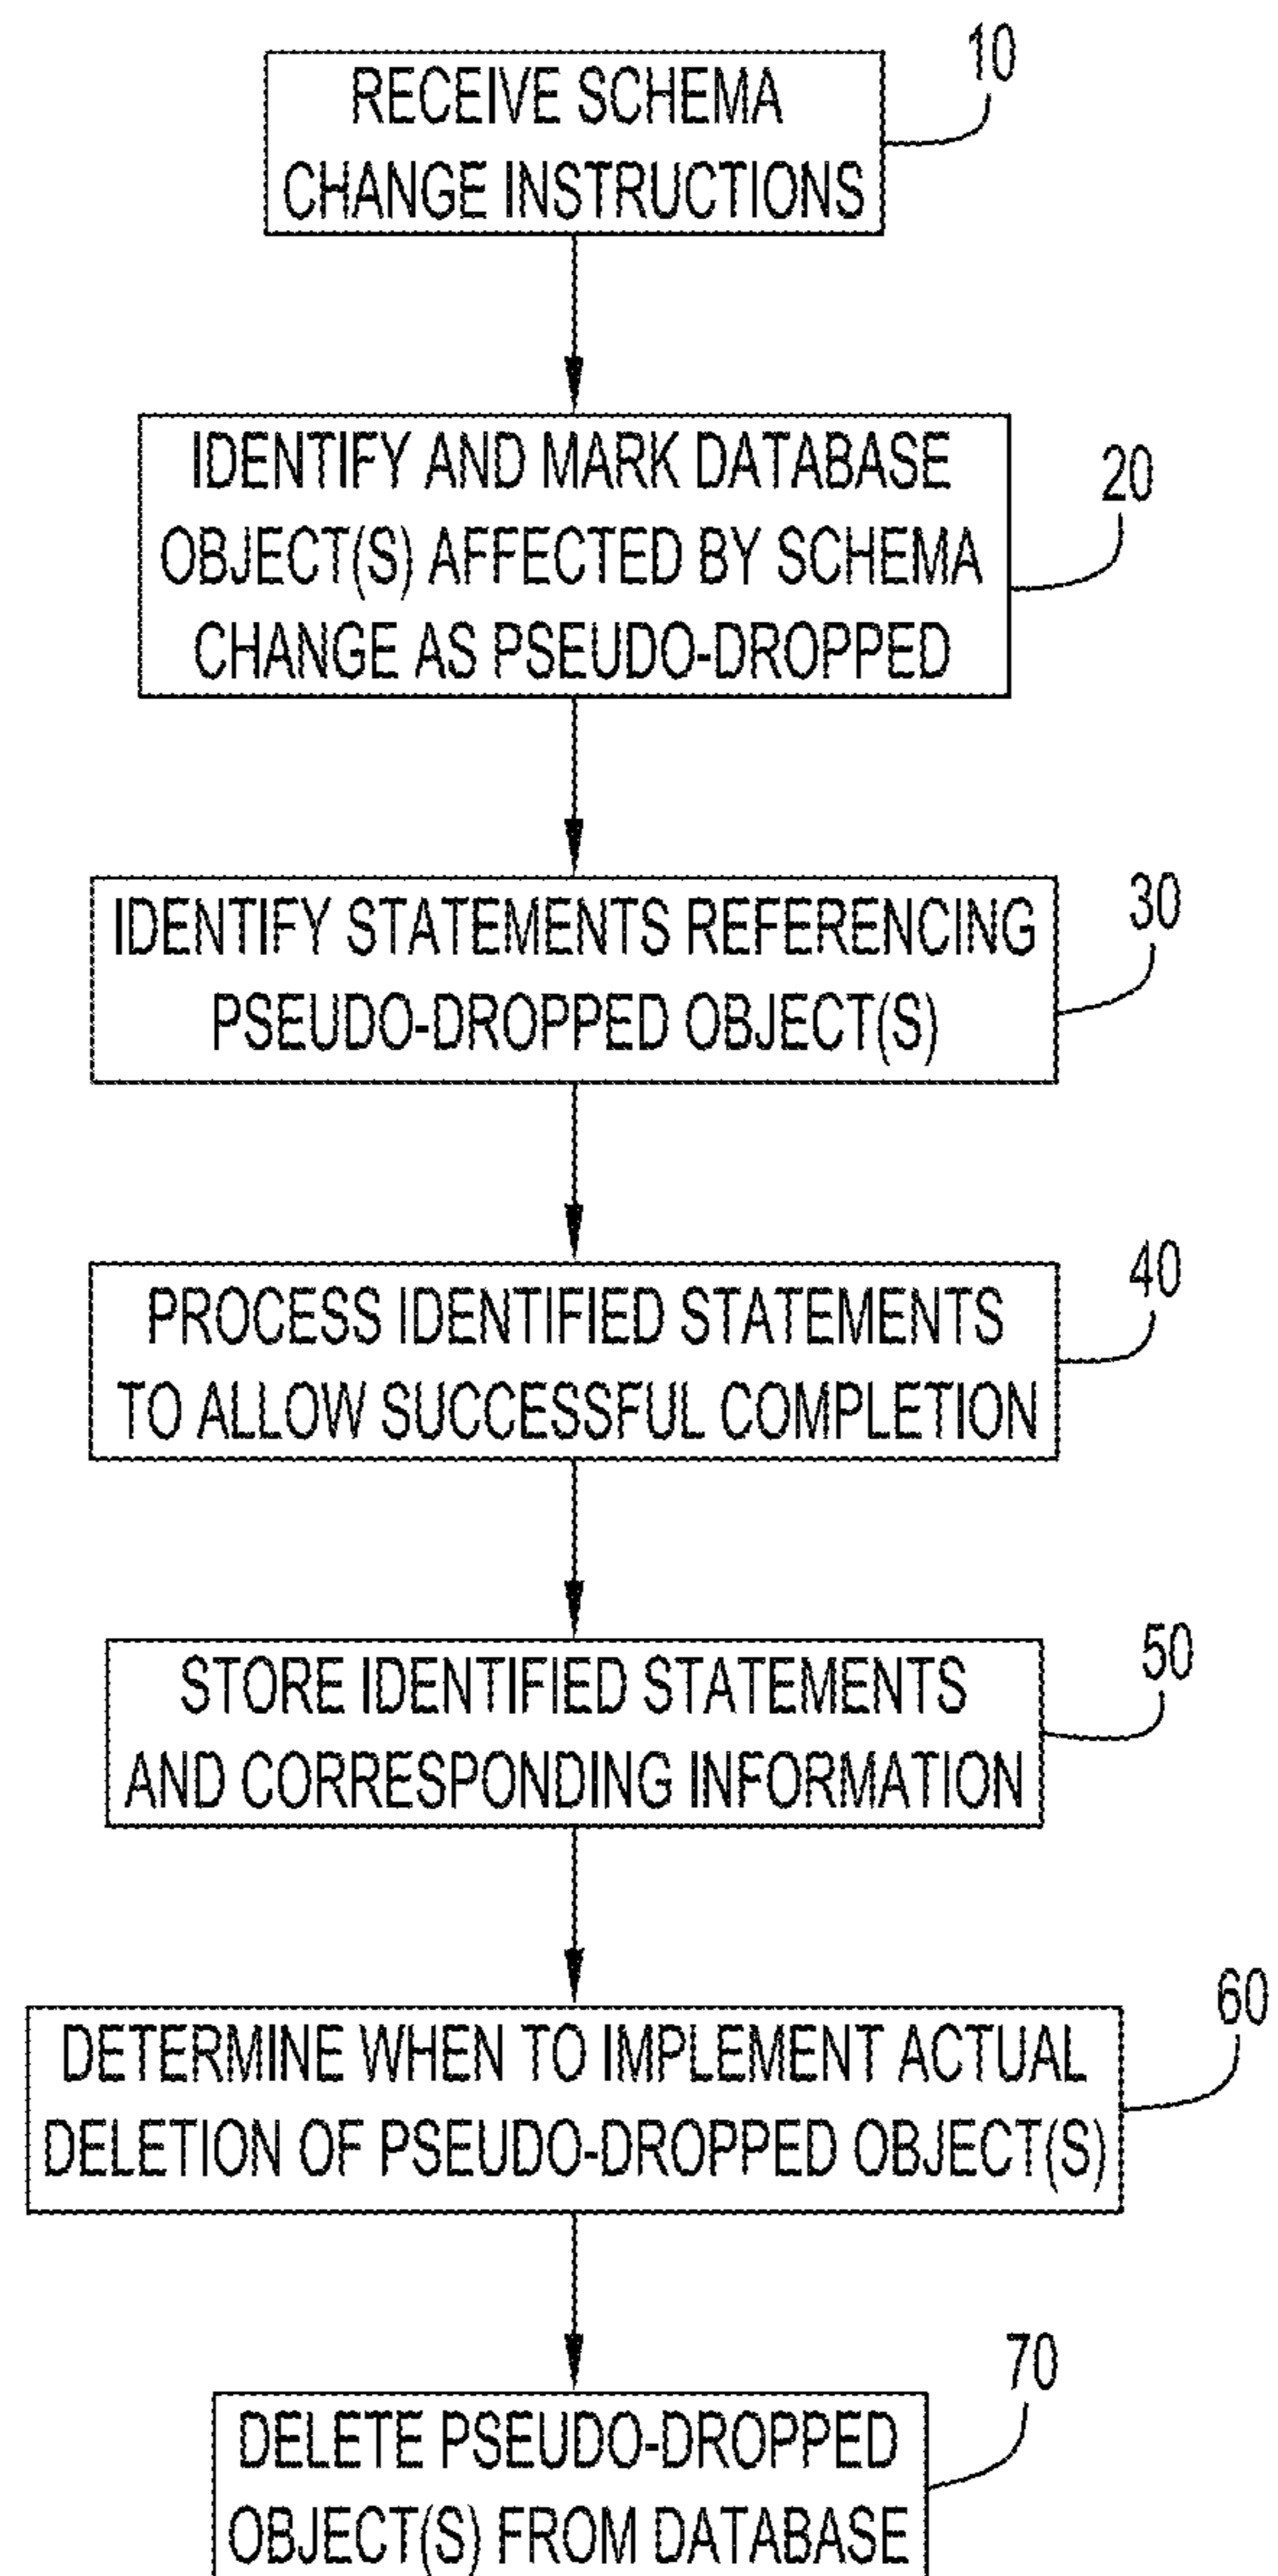 10
RECEIVE SCHEMA
CHANGE INSTRUCTIONS
20
IDENTIFY AND MARK DATABASE
OBJECT(S) AFFECTED BY SCHEMA
CHANGE AS PSEUDO-DROPPED
30
IDENTIFY STATEMENTS REFERENCING
PSEUDO-DROPPED OBJECT(S)
40
PROCESS IDENTIFIED STATEMENTS
TO ALLOW SUCCESSFUL COMPLETION
50
STORE IDENTIFIED STATEMENTS
AND CORRESPONDING INFORMATION
60
DETERMINE WHEN TO IMPLEMENT ACTUAL
DELETION OF PSEUDO-DROPPED OBJECT(S)
70
DELETE PSEUDO-DROPPED
OBJECT(S) FROM DATABASE